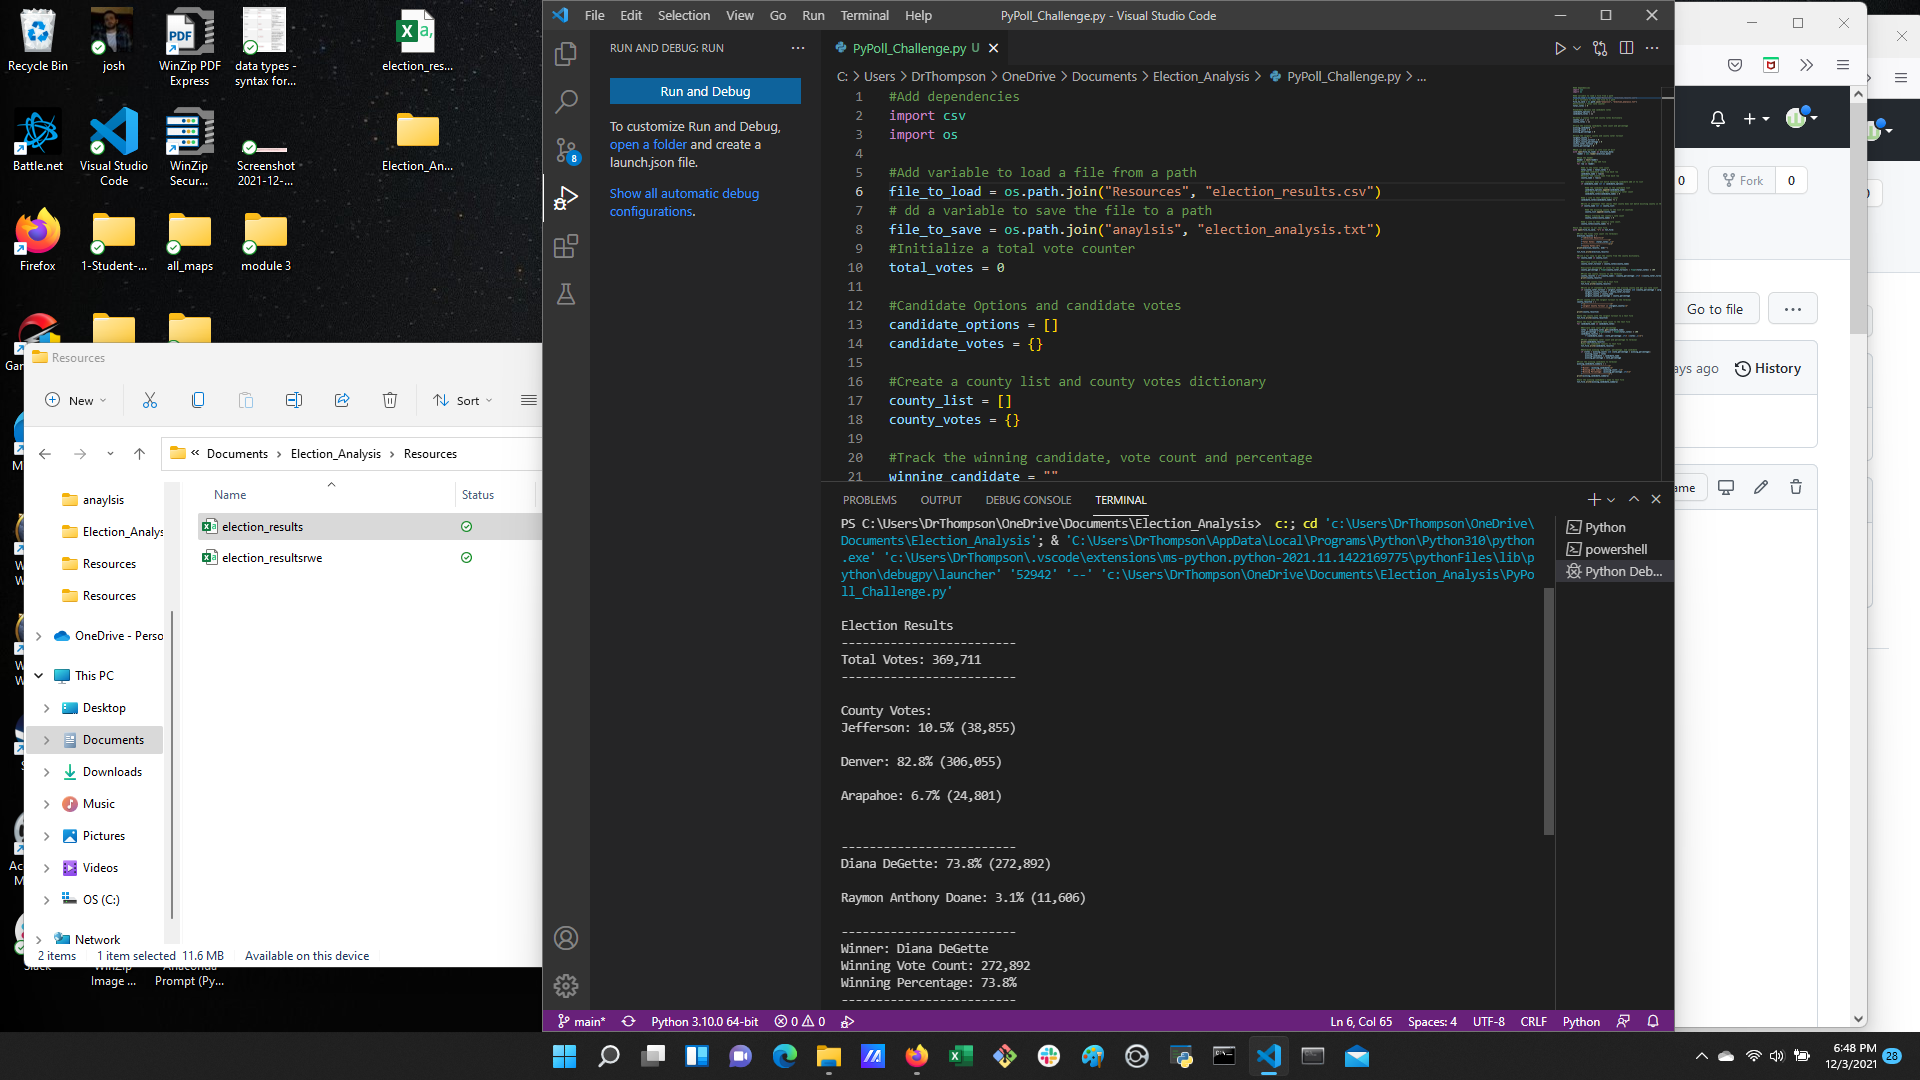 Recycle Bin
josh
WinZip PDF Express
data types - syntax for...
election_res...
Battle.net
Visual Studio Code
WinZip Secur...
Screenshot 2021-12-...
Election_An...
Firefox
1-Student-...
all_maps
module 3
Resources
New
Sort
Documents > Election_Analysis > Resources
Name
Status
anaylsis
Election_Analys
Resources
Resources
OneDrive - Perso
This PC
Desktop
Documents
Downloads
Music
Pictures
Videos
OS (C:)
Network
election_results
election_resultsrwe
2 items
1 item selected 11.6 MB
Available on this device
Image ...
Prompt (Py...
File Edit Selection View Go Run Terminal Help
PyPoll_Challenge.py - Visual Studio Code
RUN AND DEBUG: RUN
Run and Debug
To customize Run and Debug,
open a folder and create a
launch.json file.
Show all automatic debug
configurations.
8
PyPoll_Challenge.py U
C: > Users > DrThompson > OneDrive > Documents > Election_Analysis > PyPoll_Challenge.py > ...
1 #Add dependencies
2 import csv
3 import os
4
5 #Add variable to load a file from a path
6 file_to_load = os.path.join("Resources", "election_results.csv")
7 # dd a variable to save the file to a path
8 file_to_save = os.path.join("anaylsis", "election_analysis.txt")
9 #Initialize a total vote counter
10 total_votes = 0
11
12 #Candidate Options and candidate votes
13 candidate_options = []
14 candidate_votes = {}
15
16 #Create a county list and county votes dictionary
17 county_list = []
18 county_votes = {}
19
20 #Track the winning candidate, vote count and percentage
21 winning_candidate = ""
PROBLEMS OUTPUT DEBUG CONSOLE TERMINAL
PS C:\Users\DrThompson\OneDrive\Documents\Election_Analysis>  c:; cd 'c:\Users\DrThompson\OneDrive\
Documents\Election_Analysis'; & 'C:\Users\DrThompson\AppData\Local\Programs\Python\Python310\python
.exe' 'c:\Users\DrThompson\.vscode\extensions\ms-python.python-2021.11.1422169775\pythonFiles\lib\p
ython\debugpy\launcher' '52942' '--' 'c:\Users\DrThompson\OneDrive\Documents\Election_Analysis\PyPo
ll_Challenge.py'
Election Results
-------------------------
Total Votes: 369,711
-------------------------
County Votes:
Jefferson: 10.5% (38,855)
Denver: 82.8% (306,055)
Arapahoe: 6.7% (24,801)
-------------------------
Diana DeGette: 73.8% (272,892)
Raymon Anthony Doane: 3.1% (11,606)
-------------------------
Winner: Diana DeGette
Winning Vote Count: 272,892
Winning Percentage: 73.8%
-------------------------
Python
powershell
Python Deb...
main*
Python 3.10.0 64-bit
0
0
Ln 6, Col 65
Spaces: 4
UTF-8
CRLF
Python
0
Fork
0
Go to file
ays ago
History
ame
6:48 PM
12/3/2021
28